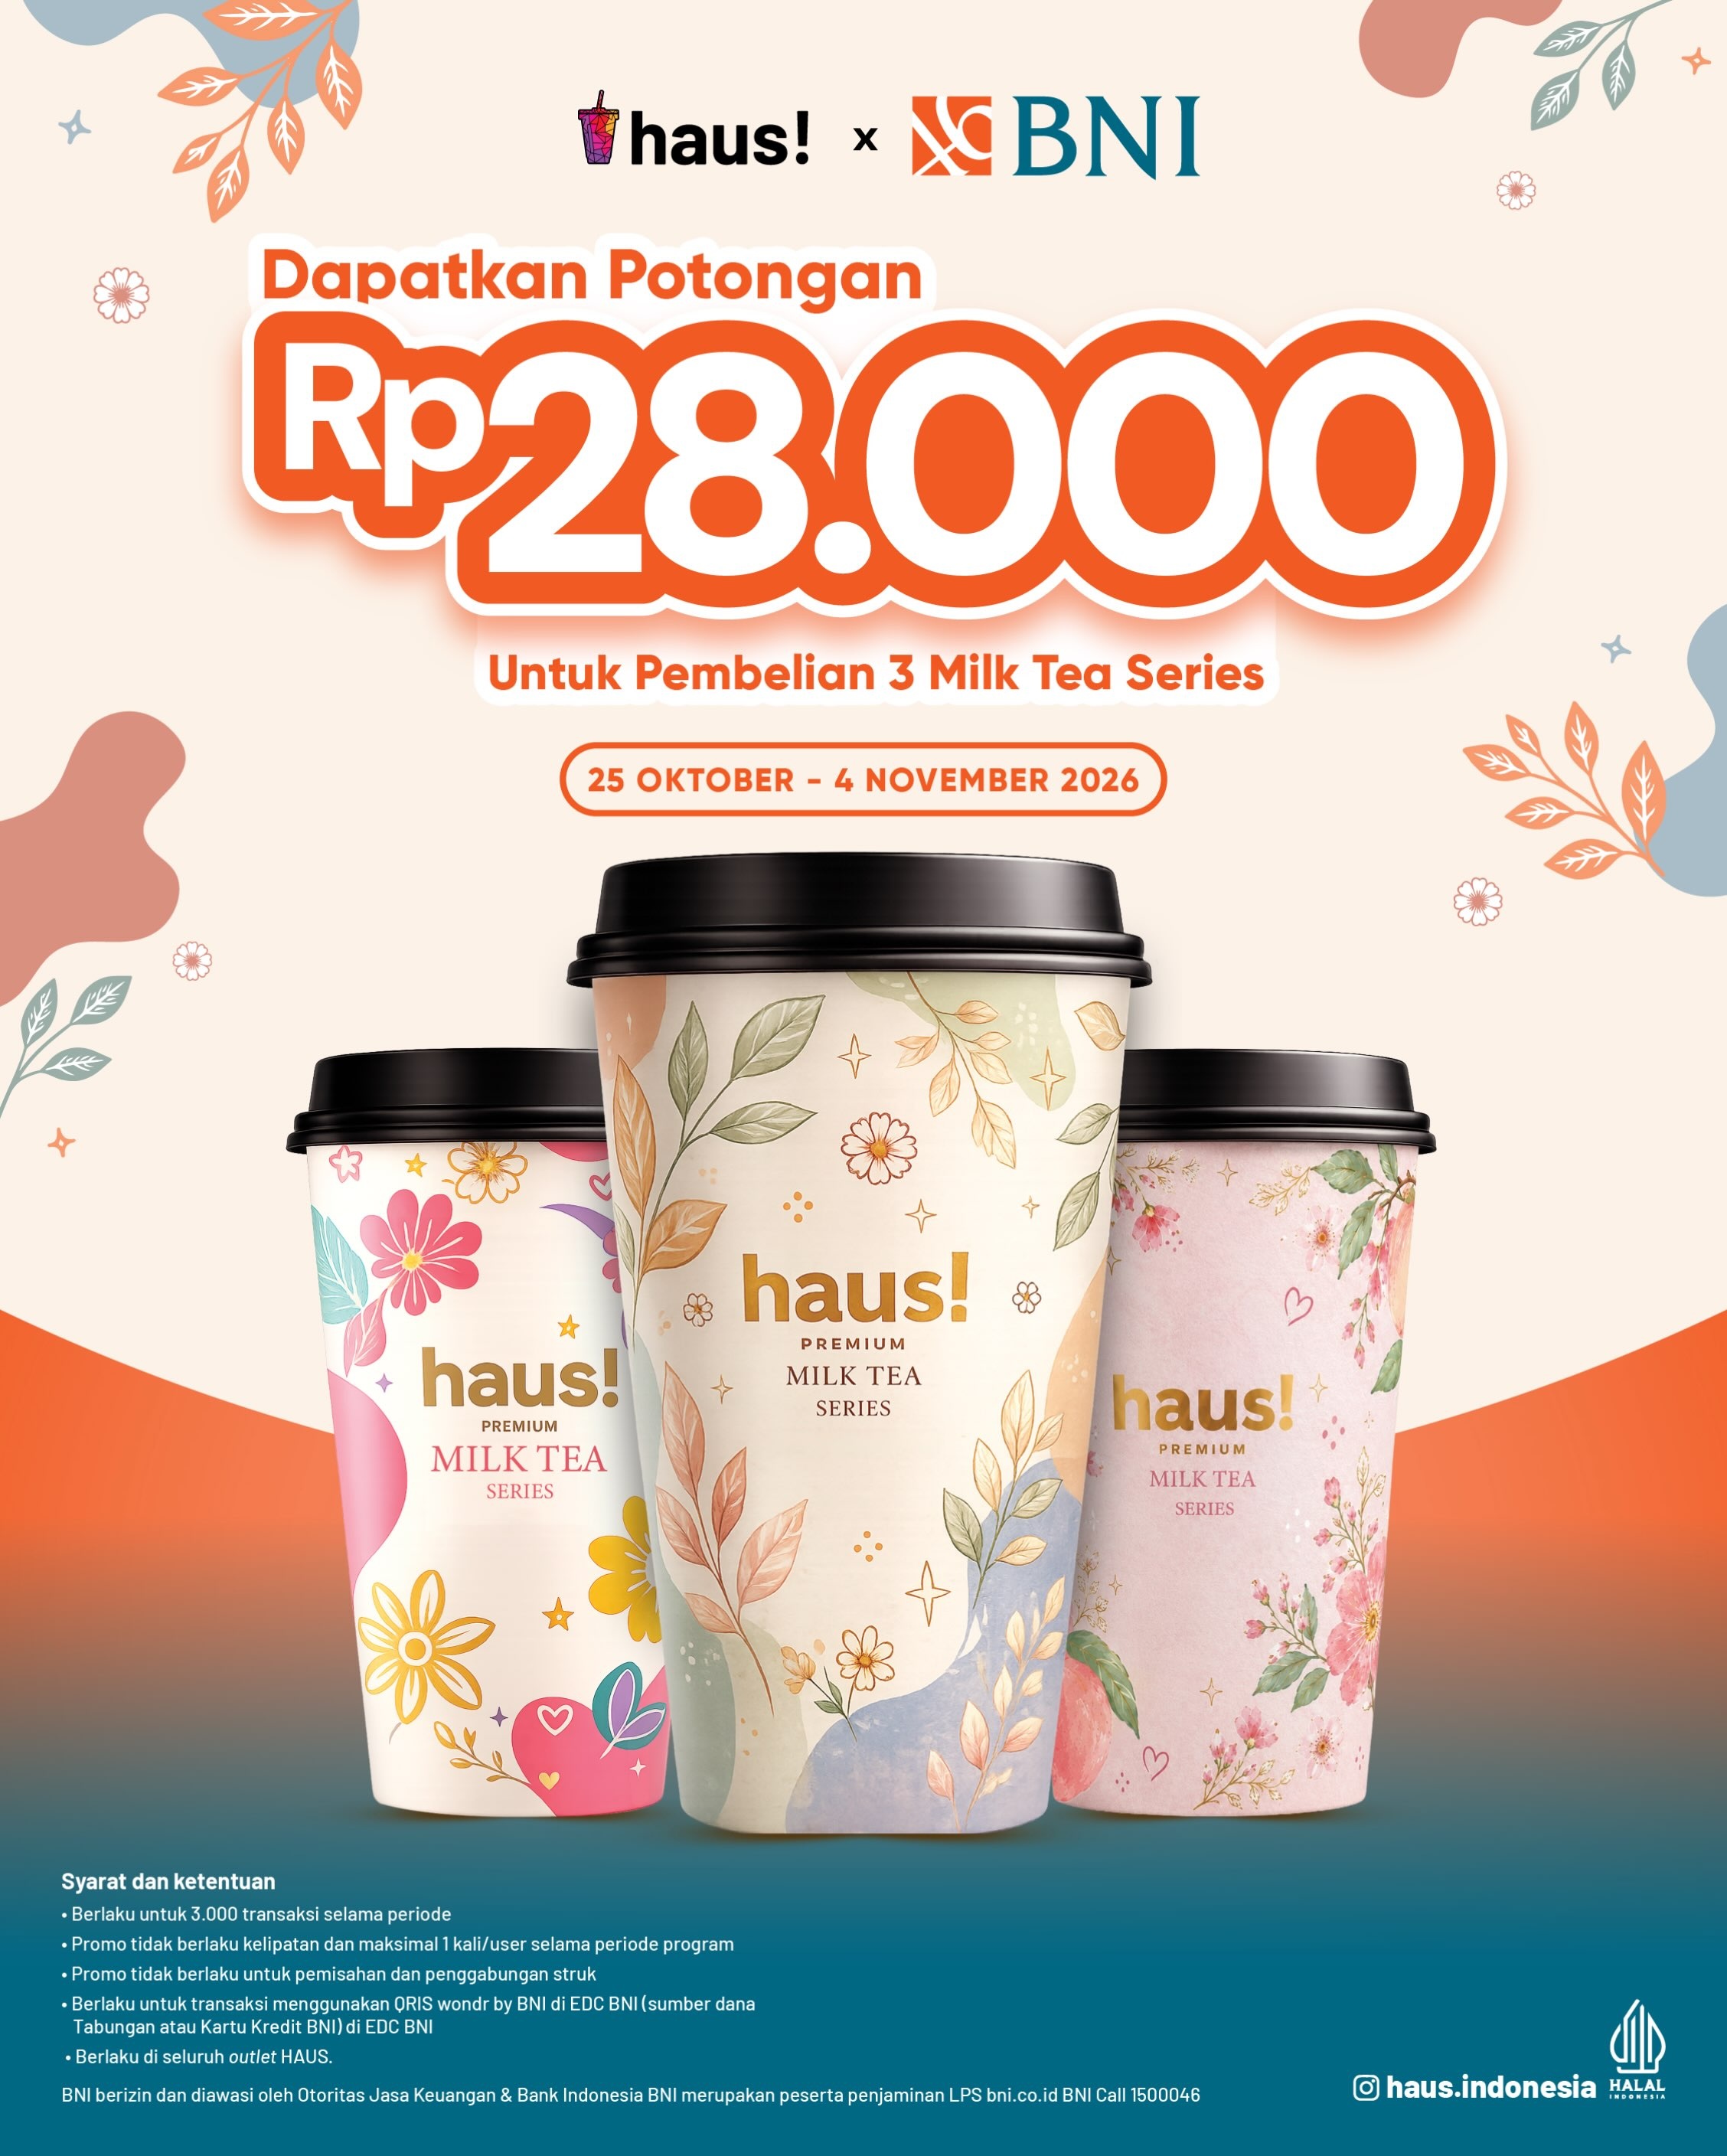 haus! x BNI
Dapatkan Potongan
Rp28.000
Untuk Pembelian 3 Milk Tea Series
25 OKTOBER - 4 NOVEMBER 2026
haus!
PREMIUM
MILK TEA
SERIES
haus!
PREMIUM
MILK TEA
SERIES
haus!
PREMIUM
MILK TEA
SERIES
Syarat dan ketentuan
• Berlaku untuk 3.000 transaksi selama periode
• Promo tidak berlaku kelipatan dan maksimal 1 kali/user selama periode program
• Promo tidak berlaku untuk pemisahan dan penggabungan struk
• Berlaku untuk transaksi menggunakan QRIS wondr by BNI di EDC BNI (sumber dana
Tabungan atau Kartu Kredit BNI) di EDC BNI
• Berlaku di seluruh outlet HAUS.
BNI berizin dan diawasi oleh Otoritas Jasa Keuangan & Bank Indonesia BNI merupakan peserta penjaminan LPS bni.co.id BNI Call 1500046
haus.indonesia
HALAL
INDONESIA